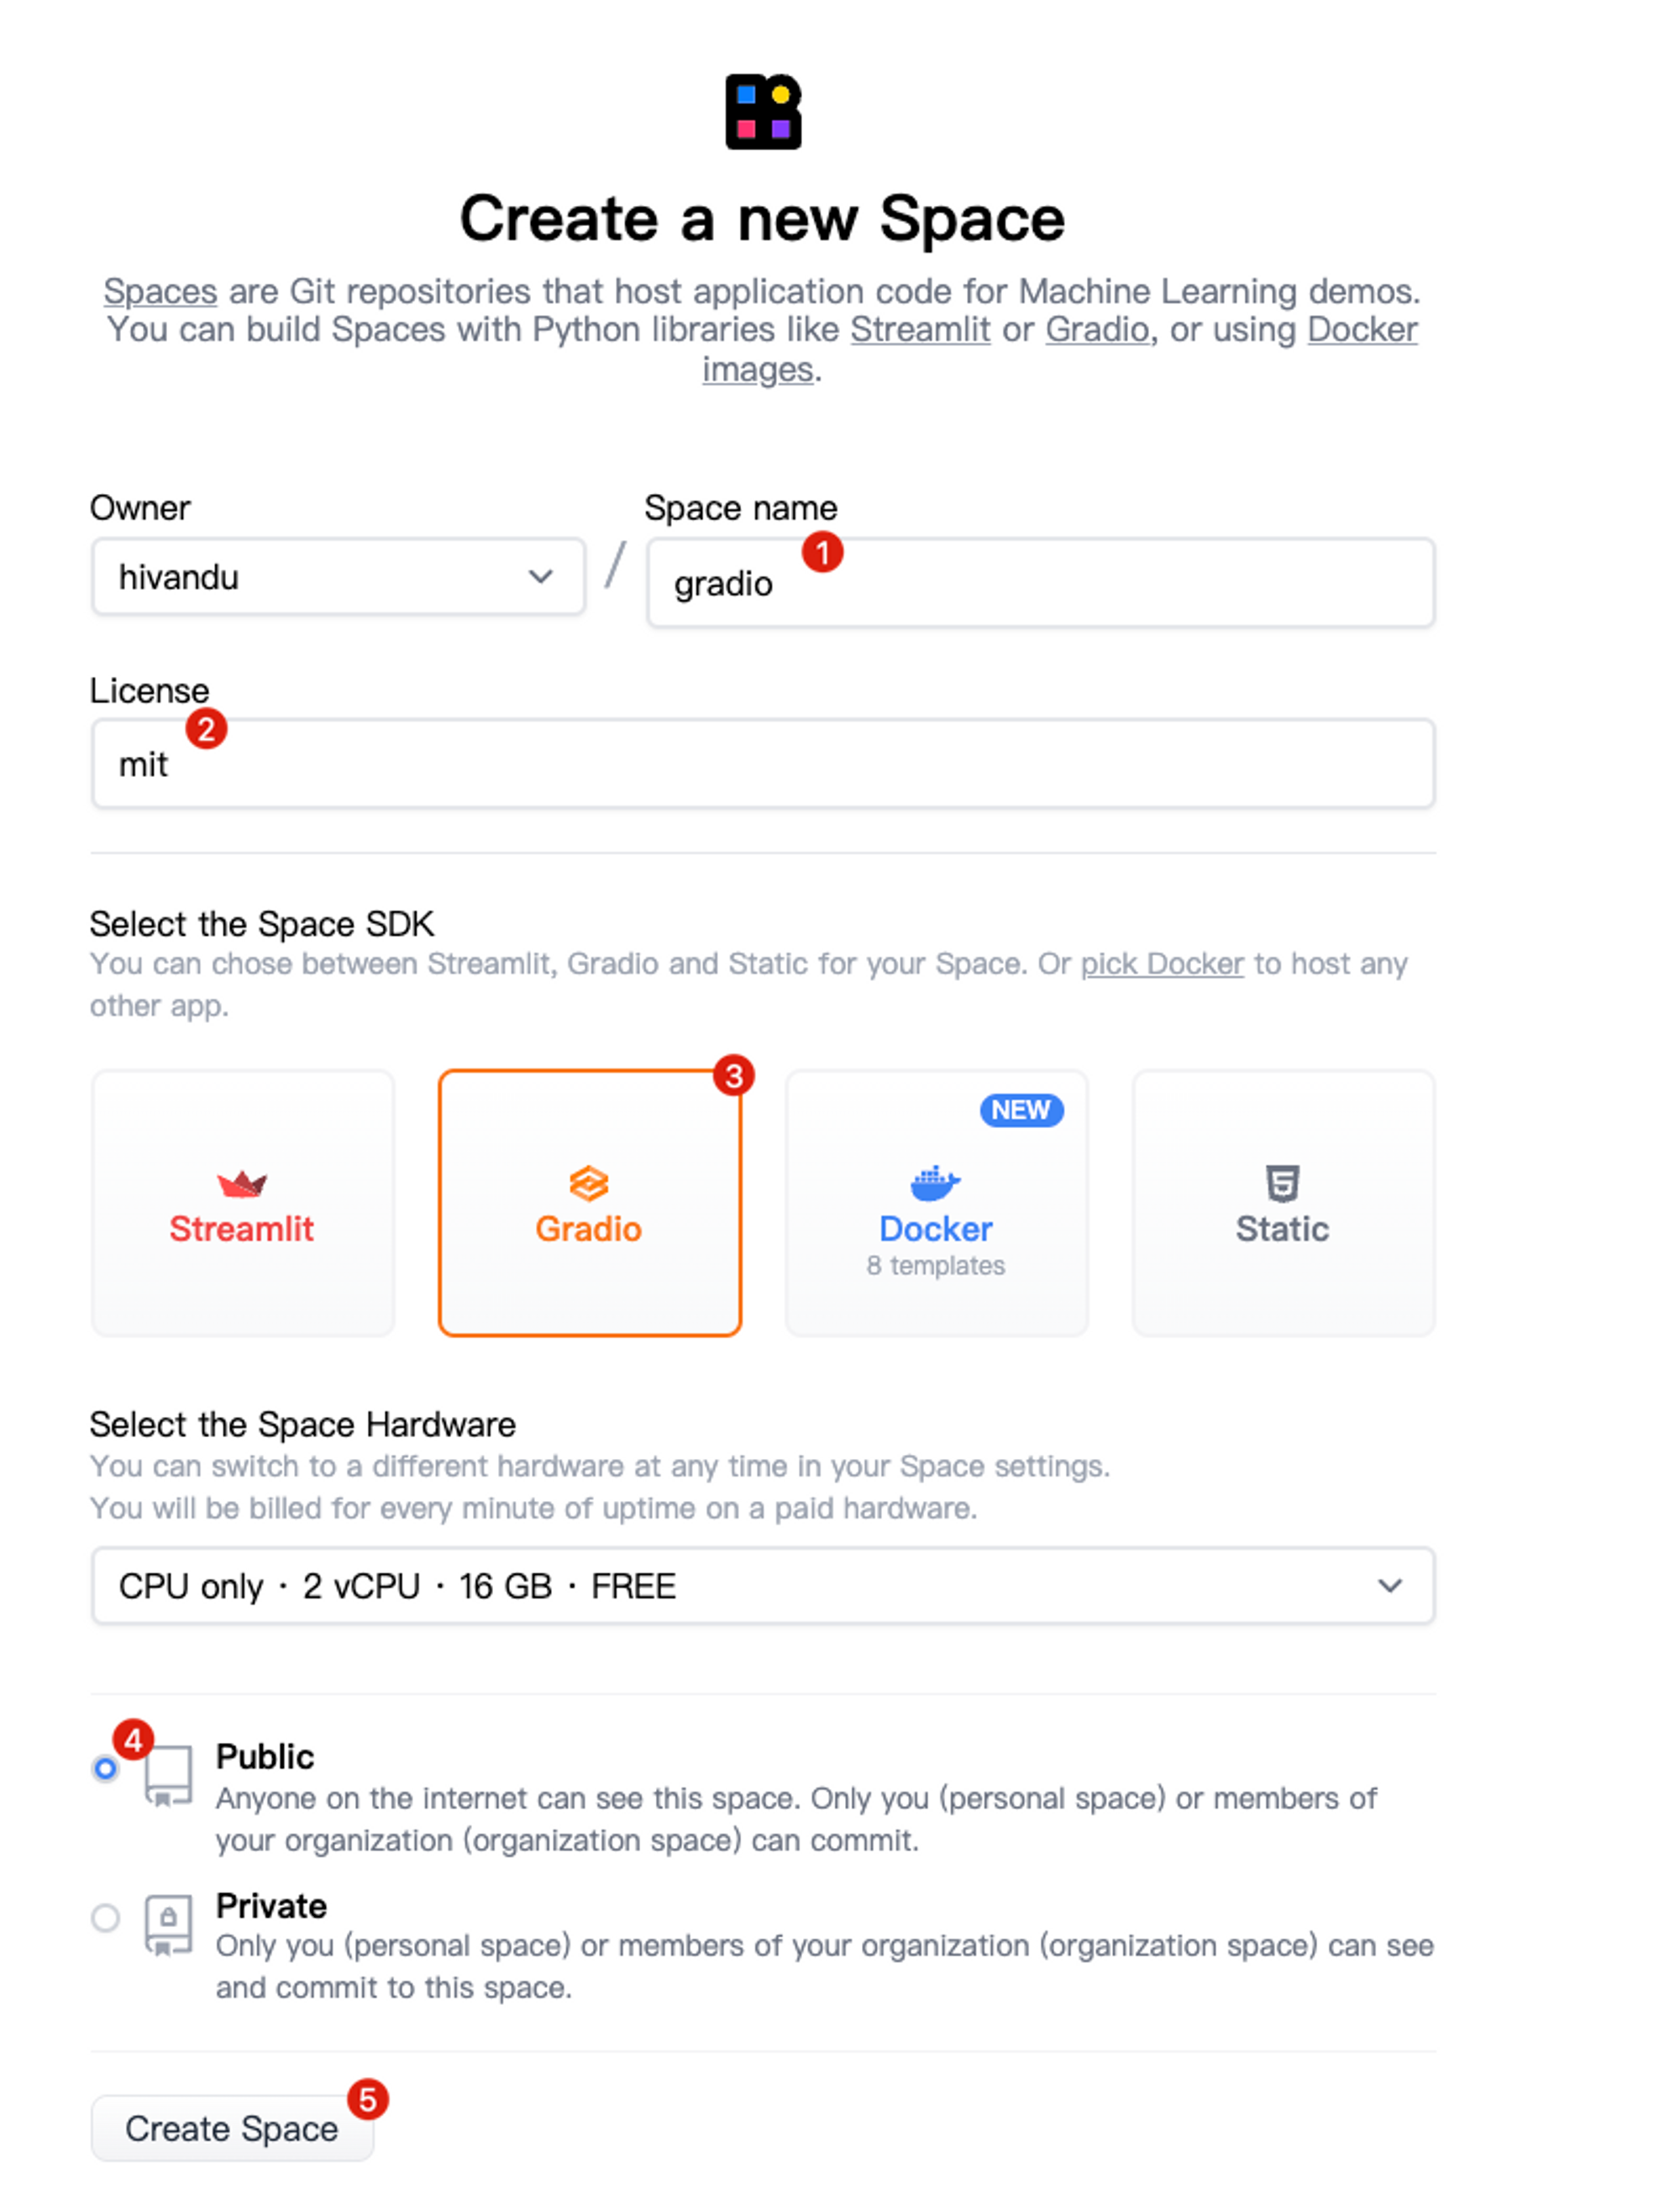 Create a new Space
Spaces are Git repositories that host application code for Machine Learning demos.
You can build Spaces with Python libraries like Streamlit or Gradio, or using Docker
images.
Owner
Space name
1
hivandu
/
gradio
License
2
mit
Select the Space SDK
You can chose between Streamlit, Gradio and Static for your Space. Or pick Docker to host any
other app.
3
NEW
Streamlit
Gradio
Docker
8 templates
5
Static
Select the Space Hardware
You can switch to a different hardware at any time in your Space settings.
You will be billed for every minute of uptime on a paid hardware.
CPU only · 2 vCPU · 16 GB · FREE
4
Public
Anyone on the internet can see this space. Only you (personal space) or members of
your organization (organization space) can commit.
Private
Only you (personal space) or members of your organization (organization space) can see
and commit to this space.
5
Create Space